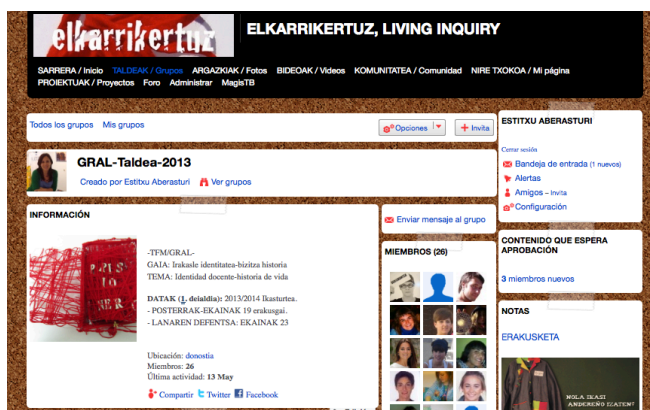 elkarrikertuz
ELKARRIKERTUZ, LIVING INQUIRY
SARRERA / Inicio TALDEAK / Grupos ARGAZKIAK / Fotos BIDEOAK / Videos KOMUNITATEA / Comunidad NIRE TXOKOA / Mi página
PROIEKTUAK / Proyectos Foro Administrar MagisTB
Todos los grupos Mis grupos
Opciones
Invita
GRAL-Taldea-2013
Creado por Estitxu Aberasturi Ver grupos
INFORMACIÓN
-TFM/GRAL-
GAIA: Irakasle identitatea-bizitza historia
TEMA: Identidad docente-historia de vida
DATAK (1. deialdia): 2013/2014 Ikasturtea.
- POSTERRAK-EKAINAK 19 erakusgai.
- LANAREN DEFENTSA: EKAINAK 23
Ubicación: donostia
Miembros: 26
Última actividad: 13 May
Compartir Twitter Facebook
Enviar mensaje al grupo
MIEMBROS (26)
ESTITXU ABERASTURI
Cerrar sesión
Bandeja de entrada (1 nuevos)
Alertas
Amigos – Invita
Configuración
CONTENIDO QUE ESPERA
APROBACIÓN
3 miembros nuevos
NOTAS
ERAKUSKETA
NOLA IKASI
ANDEREÑO IZATEN?